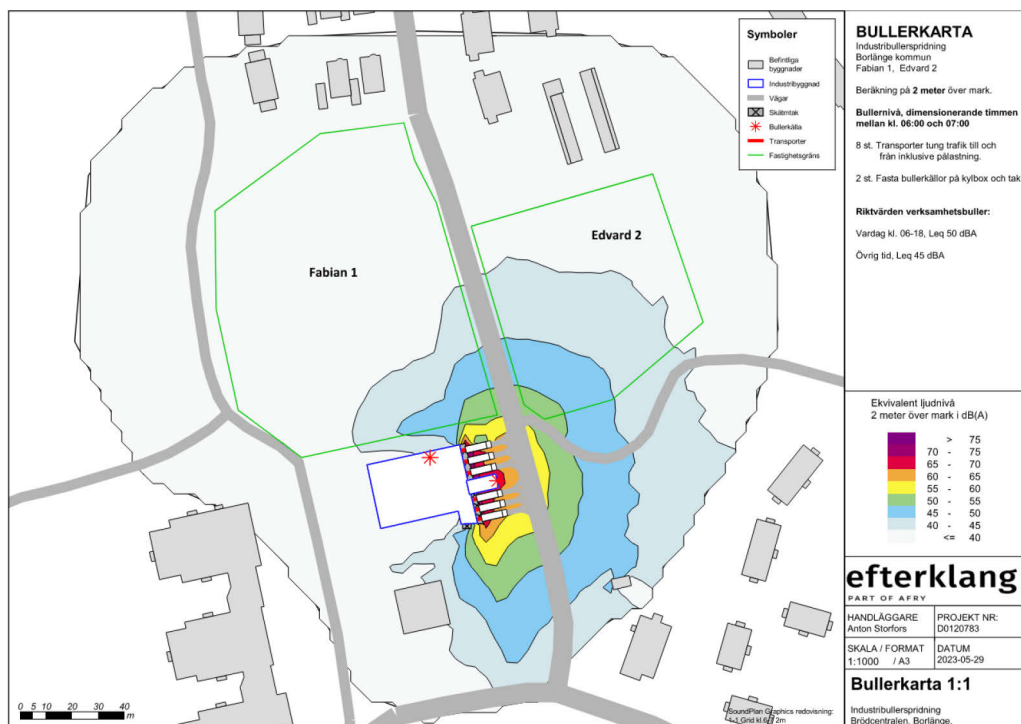 Symboler
Befintliga
byggnader
Industribyggnad
Vägar
Skärmtak
Bullerkälla
Transporter
Fastighetsgräns
Fabian 1
Edvard 2
0 5 10 20 30 40
m
SoundPlan Graphics redovisning:
BULLERKARTA
Industribullerspridning
Borlänge kommun
Fabian 1, Edvard 2
Beräkning på 2 meter över mark.
Bullernivå, dimensionerande timmen
mellan kl. 06:00 och 07:00
8 st. Transporter tung trafik till och
från inklusive pålastning.
2 st. Fasta bullerkällor på kylbox och tak
Riktvärden verksamhetsbuller:
Vardag kl. 06-18, Leq 50 dBA
Övrig tid, Leq 45 dBA
Ekvivalent ljudnivå
2 meter över mark i dB(A)
> 75
70 - 75
65 - 70
60 - 65
55 - 60
50 - 55
45 - 50
40 - 45
<= 40
efterklang
PART OF AFRY
HANDLÄGGARE
Anton Storfors
PROJEKT NR:
D0120783
SKALA / FORMAT
1:1000 / A3
DATUM
2023-05-29
Bullerkarta 1:1
Industribullerspridning
Brödcentralen, Borlänge.